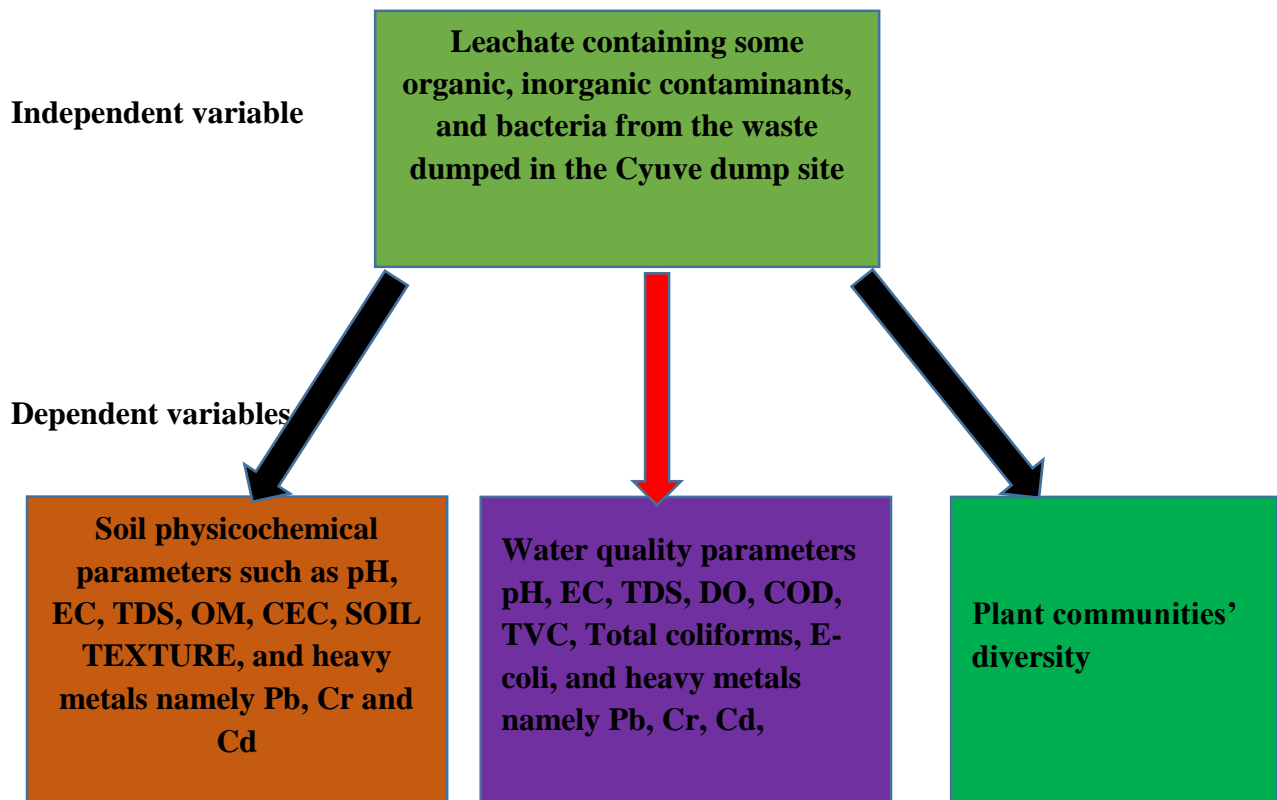 Leachate containing some
organic, inorganic contaminants,
and bacteria from the waste
dumped in the Cyuve dump site
Independent variable
Dependent variables
Soil physicochemical
parameters such as pH,
EC, TDS, OM, CEC, SOIL
TEXTURE, and heavy
metals namely Pb, Cr and
Cd
Water quality parameters
pH, EC, TDS, DO, COD,
TVC, Total coliforms, E-
coli, and heavy metals
namely Pb, Cr, Cd,
Plant communities’
diversity